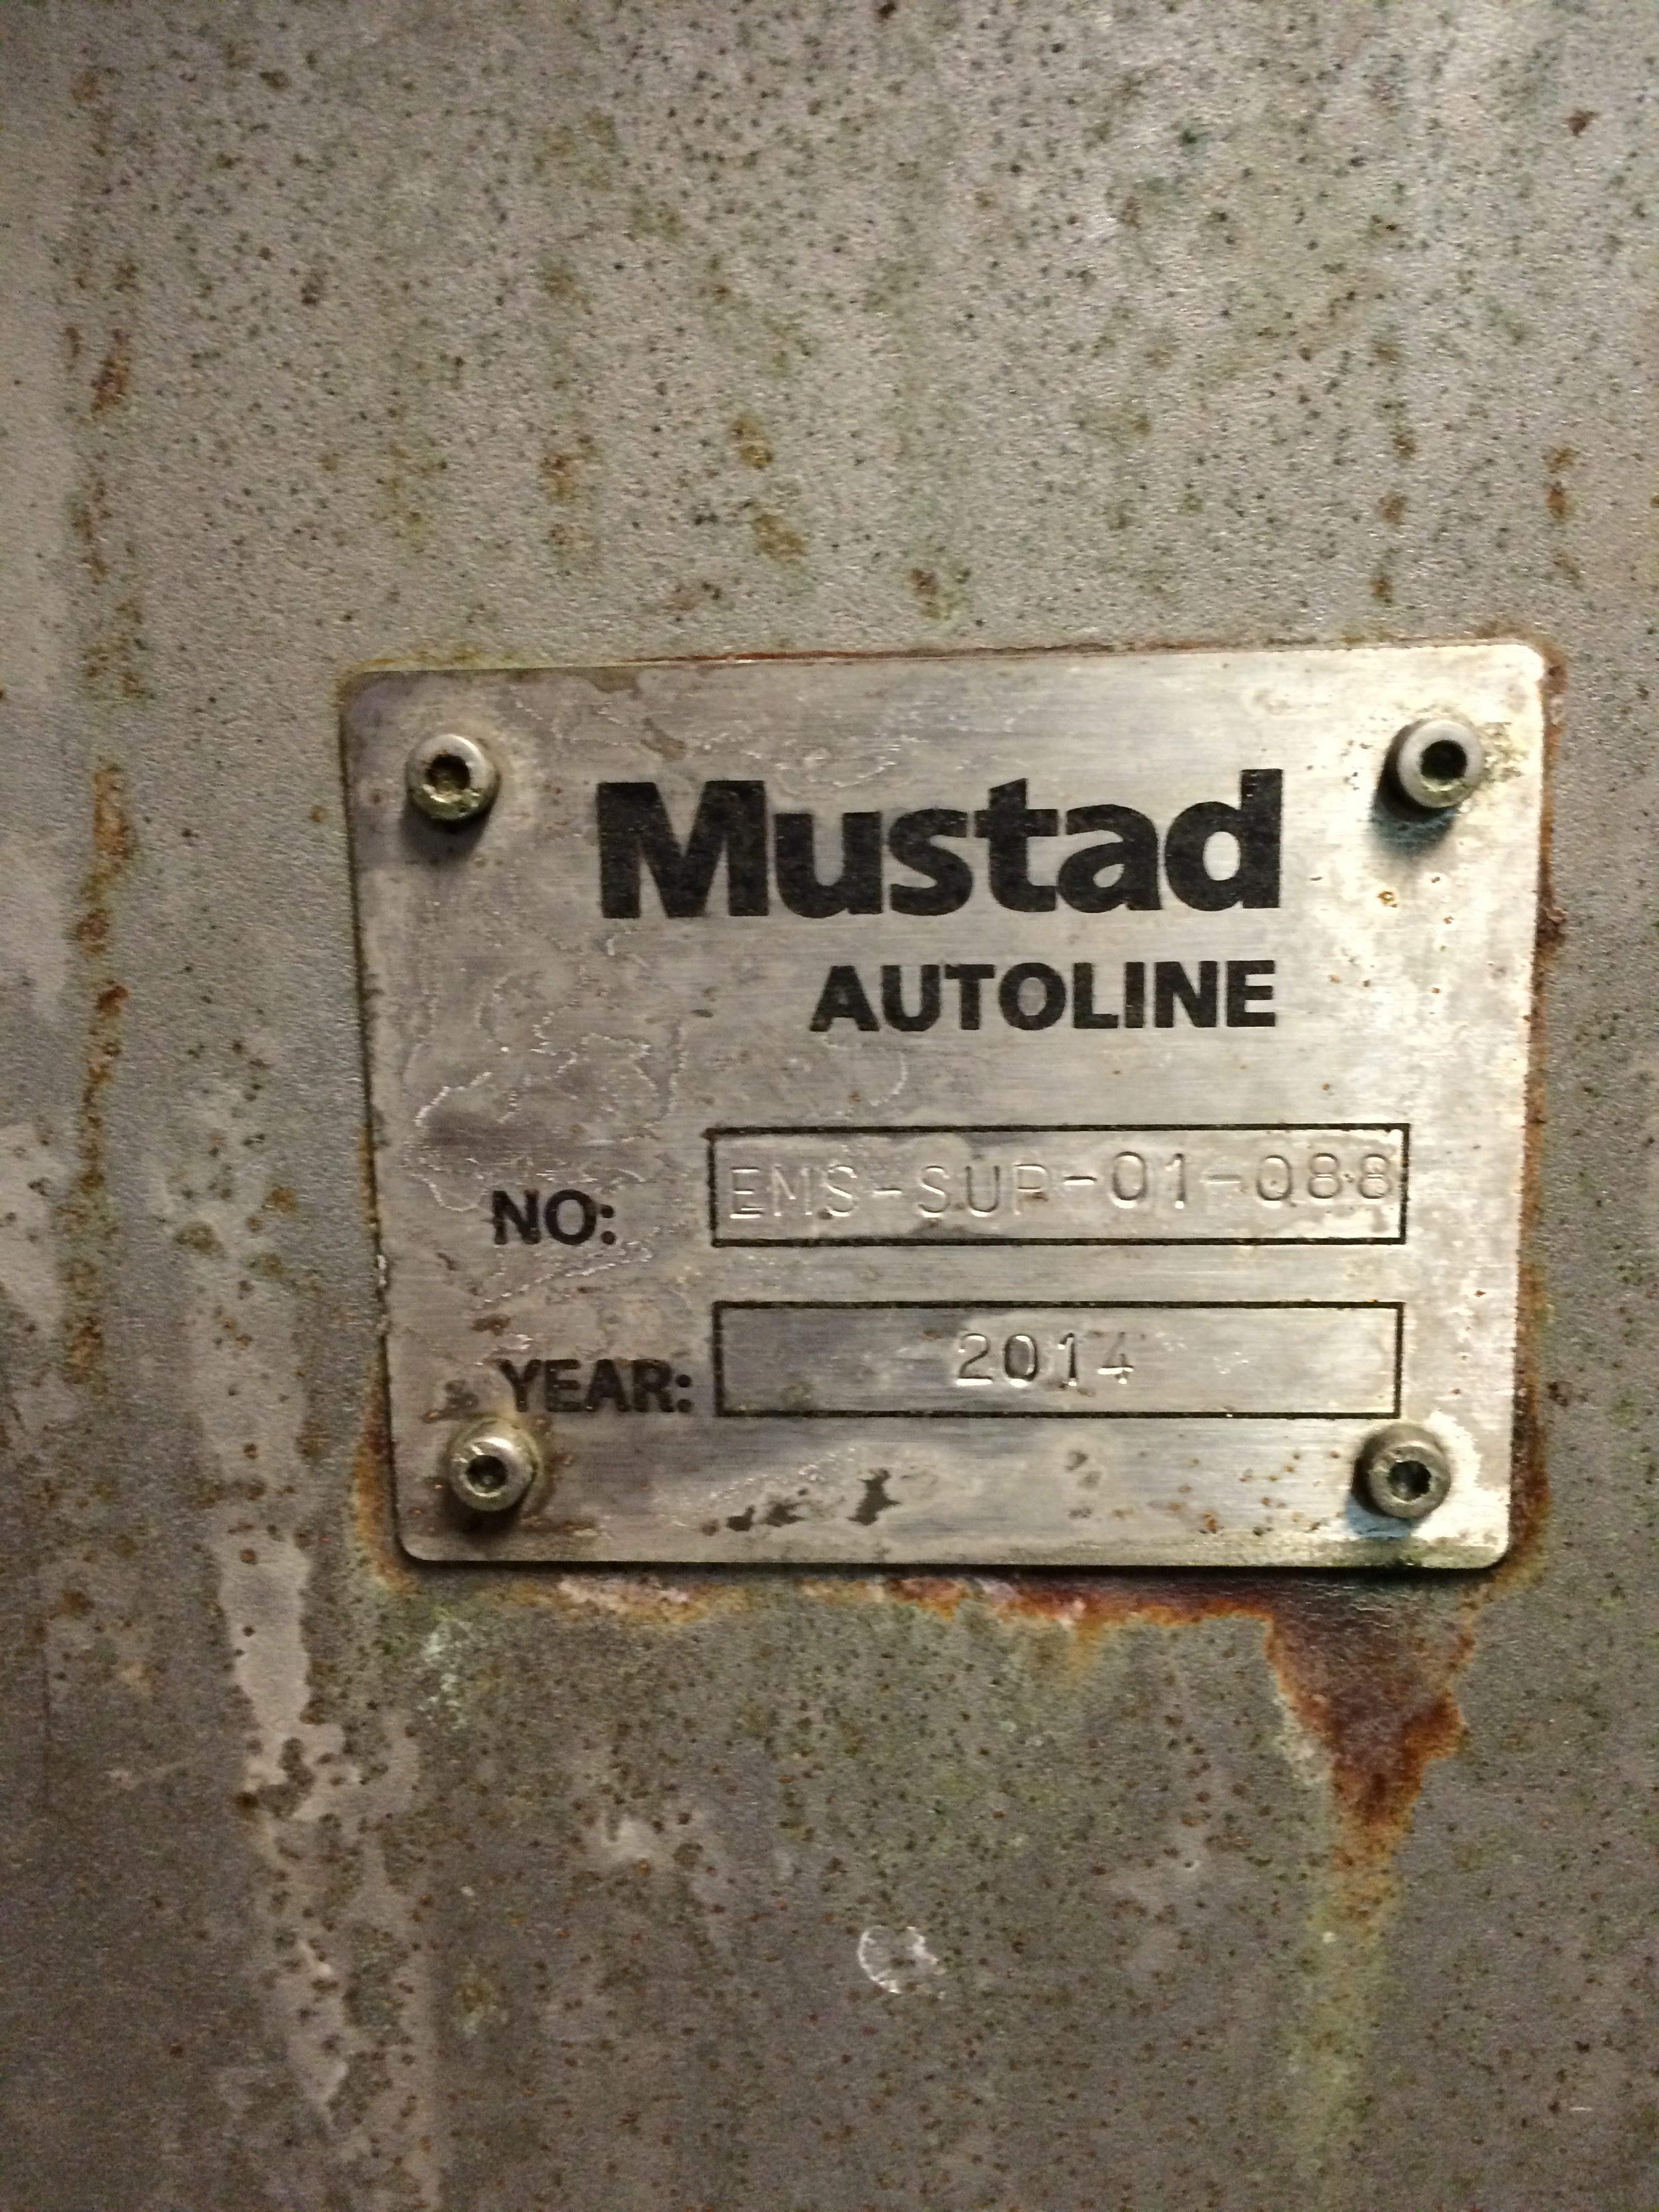 Mustad
AUTOLINE
NO: EMS-SUP-01-088
YEAR: 2014